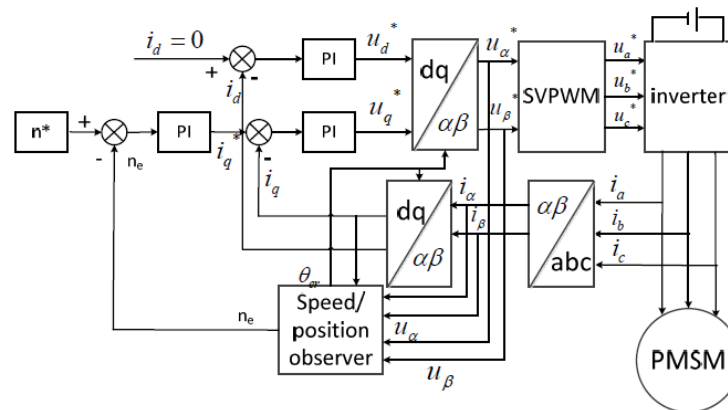 i_d = 0
+
-
PI
u_d*
dq
αβ
u_α*
SVPWM
u_a*
u_b*
u_c*
inverter
i_d
n*
+
-
n_e
PI
i_q*
-
PI
u_q*
u_β*
i_q
dq
αβ
i_α
i_β
αβ
abc
i_a
i_b
i_c
θ_er
n_e
Speed/
position
observer
u_α
u_β
PMSM